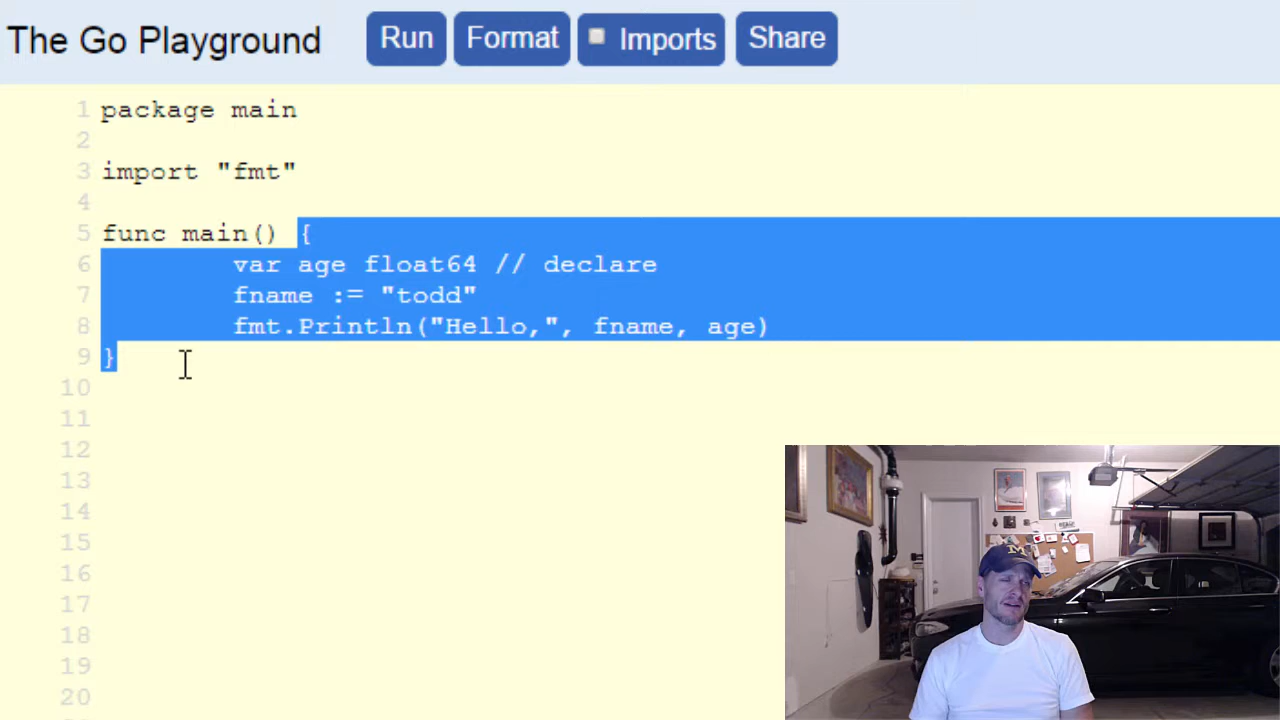 The Go Playground Run Format Imports Share
1 package main
2
3 import "fmt"
4
5 func main() {
6 var age float64 // declare
7 fname := "todd"
8 fmt.Println("Hello,", fname, age)
9 }
10
11
12
13
14
15
16
17
18
19
20
M